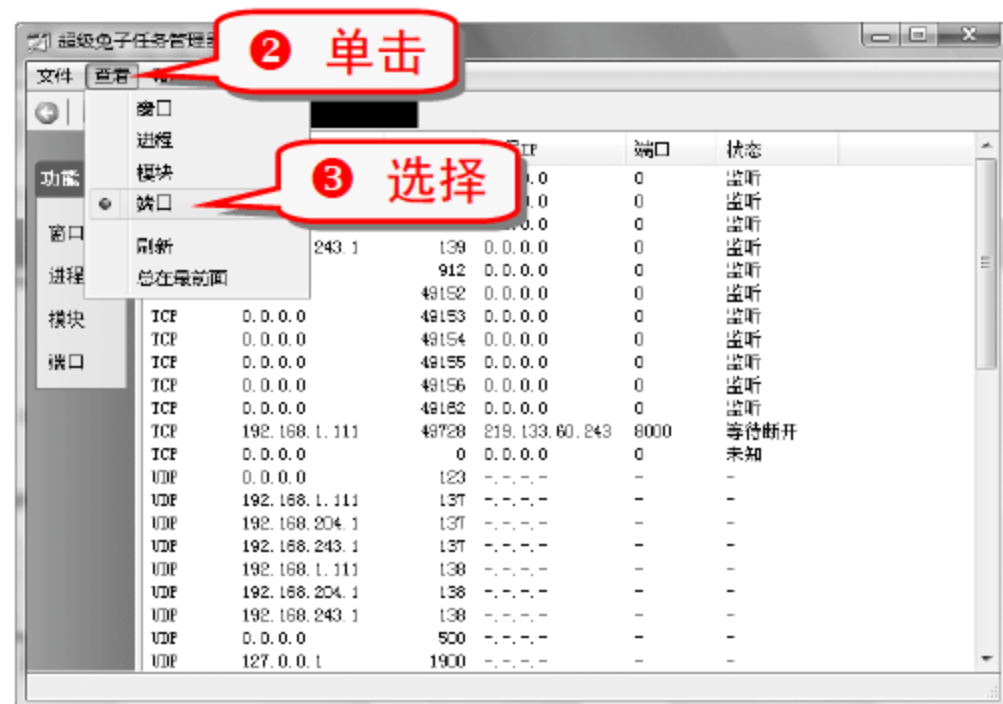 超级兔子任务管理器
❷ 单击
文件 查看
窗口
进程
IP 端口 状态
模块
❸ 选择
功能
.0.0 0 监听
端口
0 监听
.0.0 0 监听
窗口
刷新
243.1 139 0.0.0.0 0 监听
进程
总在最前面
912 0.0.0.0 0 监听
49152 0.0.0.0 0 监听
模块
TCP 0.0.0.0 49153 0.0.0.0 0 监听
TCP 0.0.0.0 49154 0.0.0.0 0 监听
端口
TCP 0.0.0.0 49155 0.0.0.0 0 监听
TCP 0.0.0.0 49156 0.0.0.0 0 监听
TCP 0.0.0.0 49162 0.0.0.0 0 监听
TCP 192.168.1.111 49728 219.133.60.243 8000 等待断开
TCP 0.0.0.0 0 0.0.0.0 0 未知
UDP 0.0.0.0 123 -.-.-.- - -
UDP 192.168.1.111 137 -.-.-.- - -
UDP 192.168.204.1 137 -.-.-.- - -
UDP 192.168.243.1 137 -.-.-.- - -
UDP 192.168.1.111 138 -.-.-.- - -
UDP 192.168.204.1 138 -.-.-.- - -
UDP 192.168.243.1 138 -.-.-.- - -
UDP 0.0.0.0 500 -.-.-.- - -
UDP 127.0.0.1 1900 -.-.-.- - -